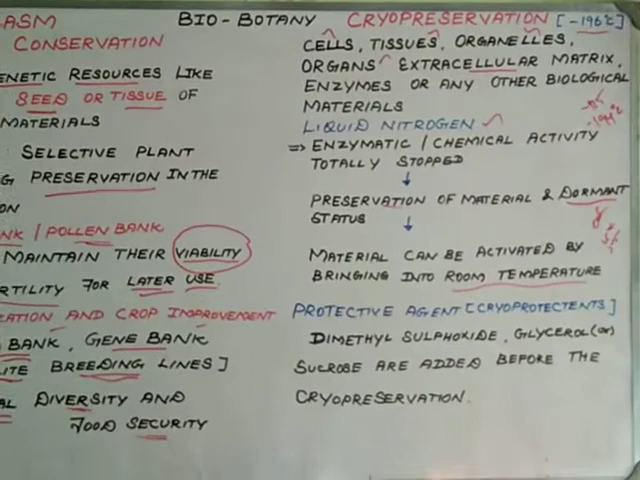 ASM BIO-BOTANY CRYOPRESERVATION [-196°C]
CONSERVATION
ENETIC RESOURCES LIKE
SEED OR TISSUE OF
MATERIALS
SELECTIVE PLANT
G PRESERVATION IN THE
ON
NK / POLLEN BANK
MAINTAIN THEIR VIABILITY
RTILITY FOR LATER USE
ATION AND CROP IMPROVEMENT
BANK, GENE BANK
LITE BREEDING LINES]
AL DIVERSITY AND
FOOD SECURITY
CELLS, TISSUES, ORGANELLES,
ORGANS EXTRACELLULAR MATRIX,
ENZYMES OR ANY OTHER BIOLOGICAL
MATERIALS
LIQUID NITROGEN
⇒ ENZYMATIC / CHEMICAL ACTIVITY
TOTALLY STOPPED
↓
PRESERVATION OF MATERIAL & DORMANT
STATUS
↓
MATERIAL CAN BE ACTIVATED BY
BRINGING INTO ROOM TEMPERATURE
PROTECTIVE AGENT [CRYOPROTECTENTS]
DIMETHYL SULPHOXIDE, GLYCEROL (OR)
SUCROSE ARE ADDED BEFORE THE
CRYOPRESERVATION.